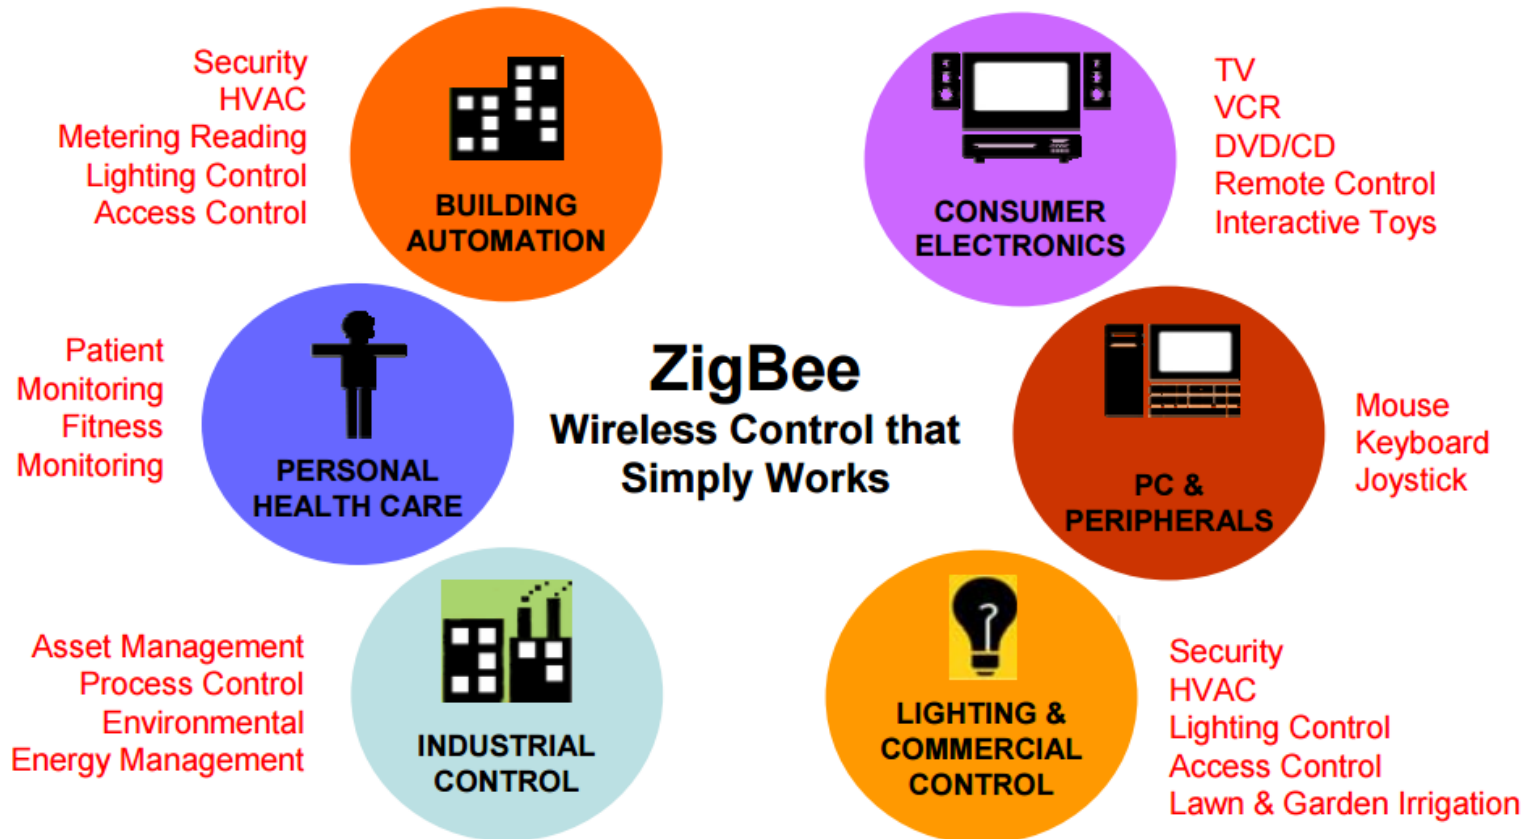 Security
HVAC
Metering Reading
Lighting Control
Access Control
BUILDING
AUTOMATION
CONSUMER
ELECTRONICS
TV
VCR
DVD/CD
Remote Control
Interactive Toys
Patient
Monitoring
Fitness
Monitoring
PERSONAL
HEALTH CARE
ZigBee
Wireless Control that
Simply Works
PC &
PERIPHERALS
Mouse
Keyboard
Joystick
Asset Management
Process Control
Environmental
Energy Management
INDUSTRIAL
CONTROL
?
LIGHTING &
COMMERCIAL
CONTROL
Security
HVAC
Lighting Control
Access Control
Lawn & Garden Irrigation